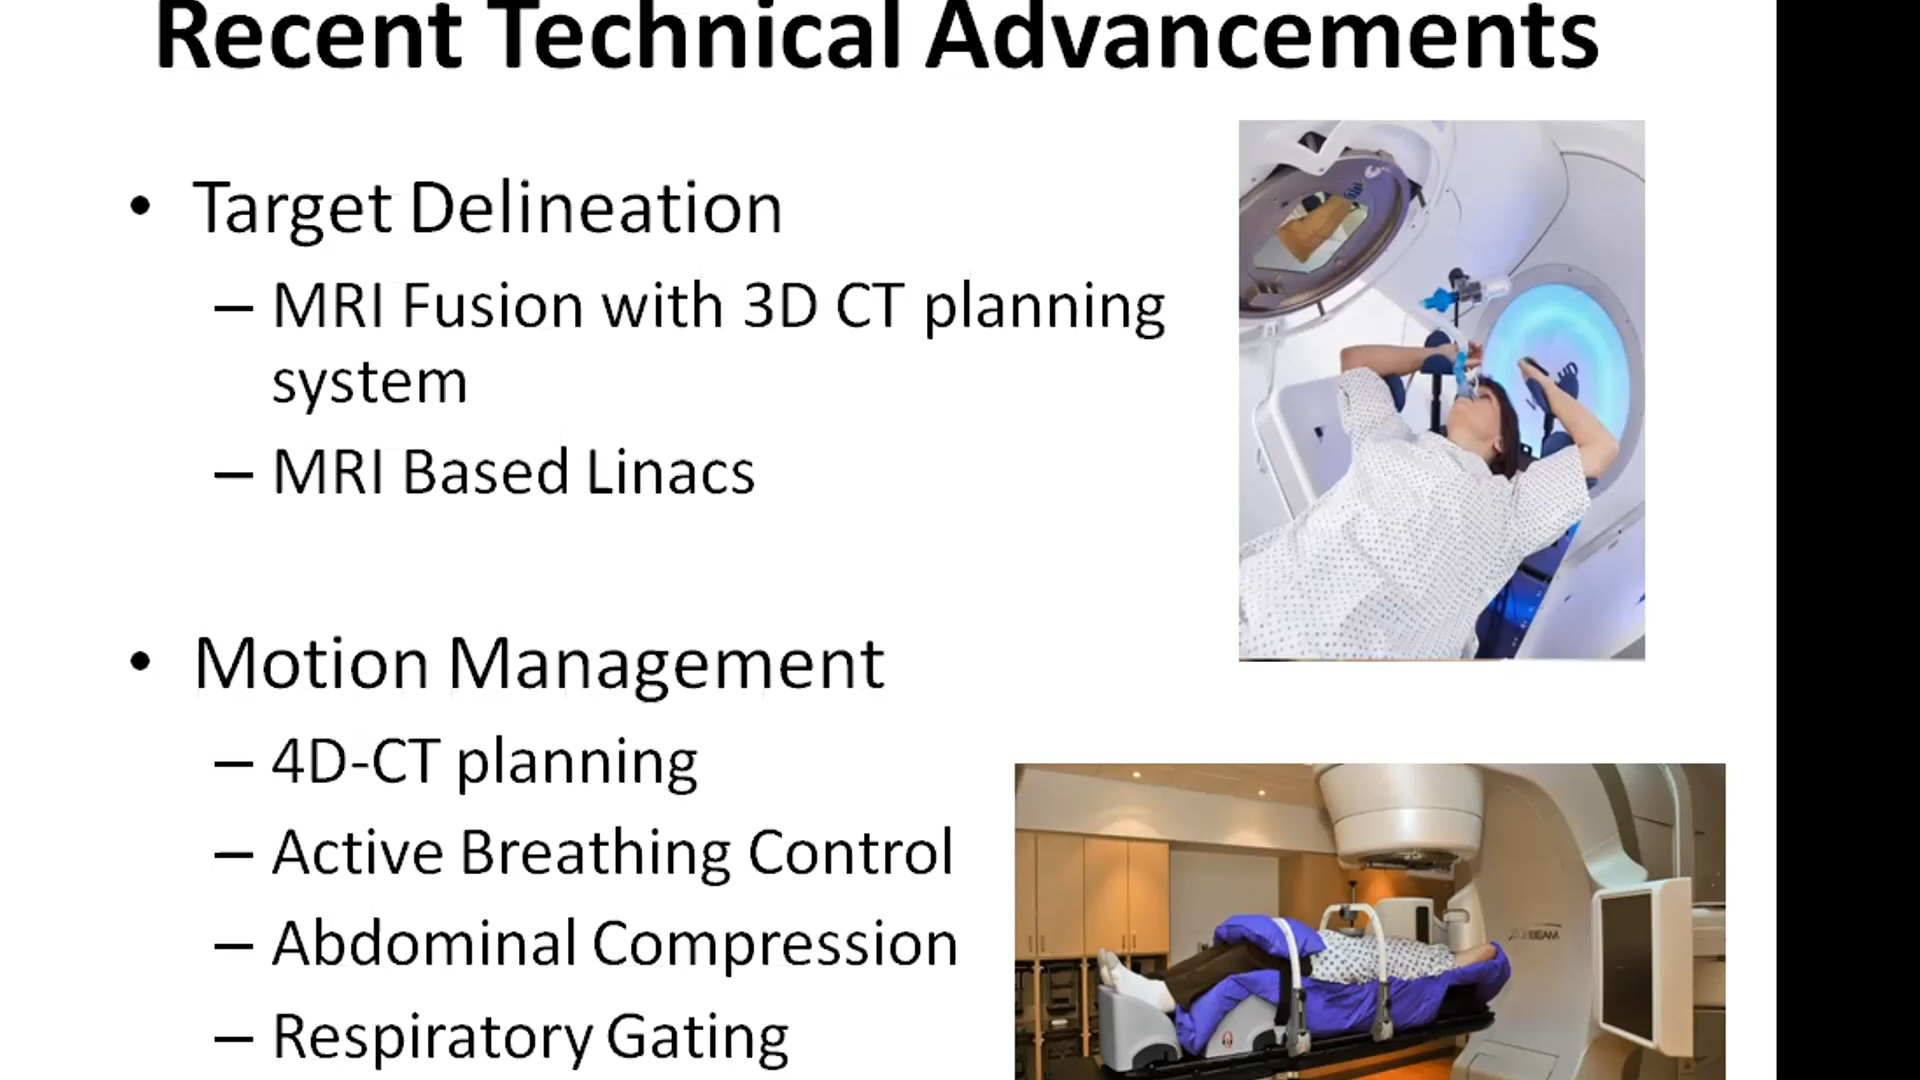 Recent Technical Advancements
• Target Delineation
– MRI Fusion with 3D CT planning
system
– MRI Based Linacs
• Motion Management
– 4D-CT planning
– Active Breathing Control
– Abdominal Compression
– Respiratory Gating